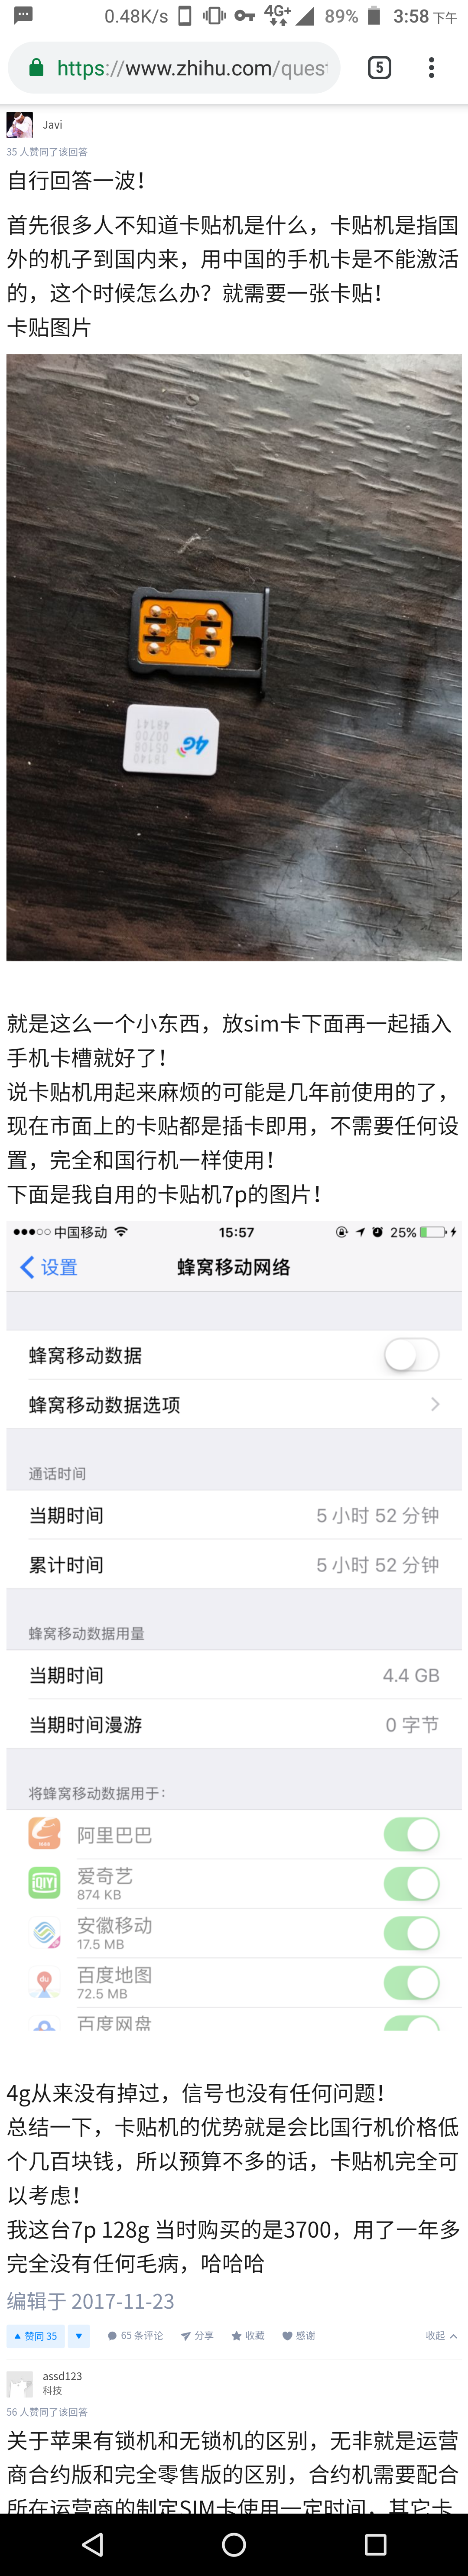 0.48K/s 4G+ 89% 3:58 下午
https://www.zhihu.com/ques
5
Javi
35 人赞同了该回答
自行回答一波！
首先很多人不知道卡贴机是什么，卡贴机是指国
外的机子到国内来，用中国的手机卡是不能激活
的，这个时候怎么办？就需要一张卡贴！
卡贴图片
4G
就是这么一个小东西，放sim卡下面再一起插入
手机卡槽就好了！
说卡贴机用起来麻烦的可能是几年前使用的了，
现在市面上的卡贴都是插卡即用，不需要任何设
置，完全和国行机一样使用！
下面是我自用的卡贴机7p的图片！
中国移动 15:57 25%
设置 蜂窝移动网络
蜂窝移动数据
蜂窝移动数据选项
通话时间
当期时间 5 小时 52 分钟
累计时间 5 小时 52 分钟
蜂窝移动数据用量
当期时间 4.4 GB
当期时间漫游 0 字节
将蜂窝移动数据用于：
阿里巴巴
iQIY 爱奇艺
874 KB
安徽移动
17.5 MB
du 百度地图
72.5 MB
百度网盘
4g从来没有掉过，信号也没有任何问题！
总结一下，卡贴机的优势就是会比国行机价格低
个几百块钱，所以预算不多的话，卡贴机完全可
以考虑！
我这台7p 128g 当时购买的是3700，用了一年多
完全没有任何毛病，哈哈哈
编辑于 2017-11-23
赞同 35 65 条评论 分享 收藏 感谢 收起
assd123
科技
56 人赞同了该回答
关于苹果有锁机和无锁机的区别，无非就是运营
商合约版和完全零售版的区别，合约机需要配合
所在运营商的制定SIM卡使用一定时间，其它卡